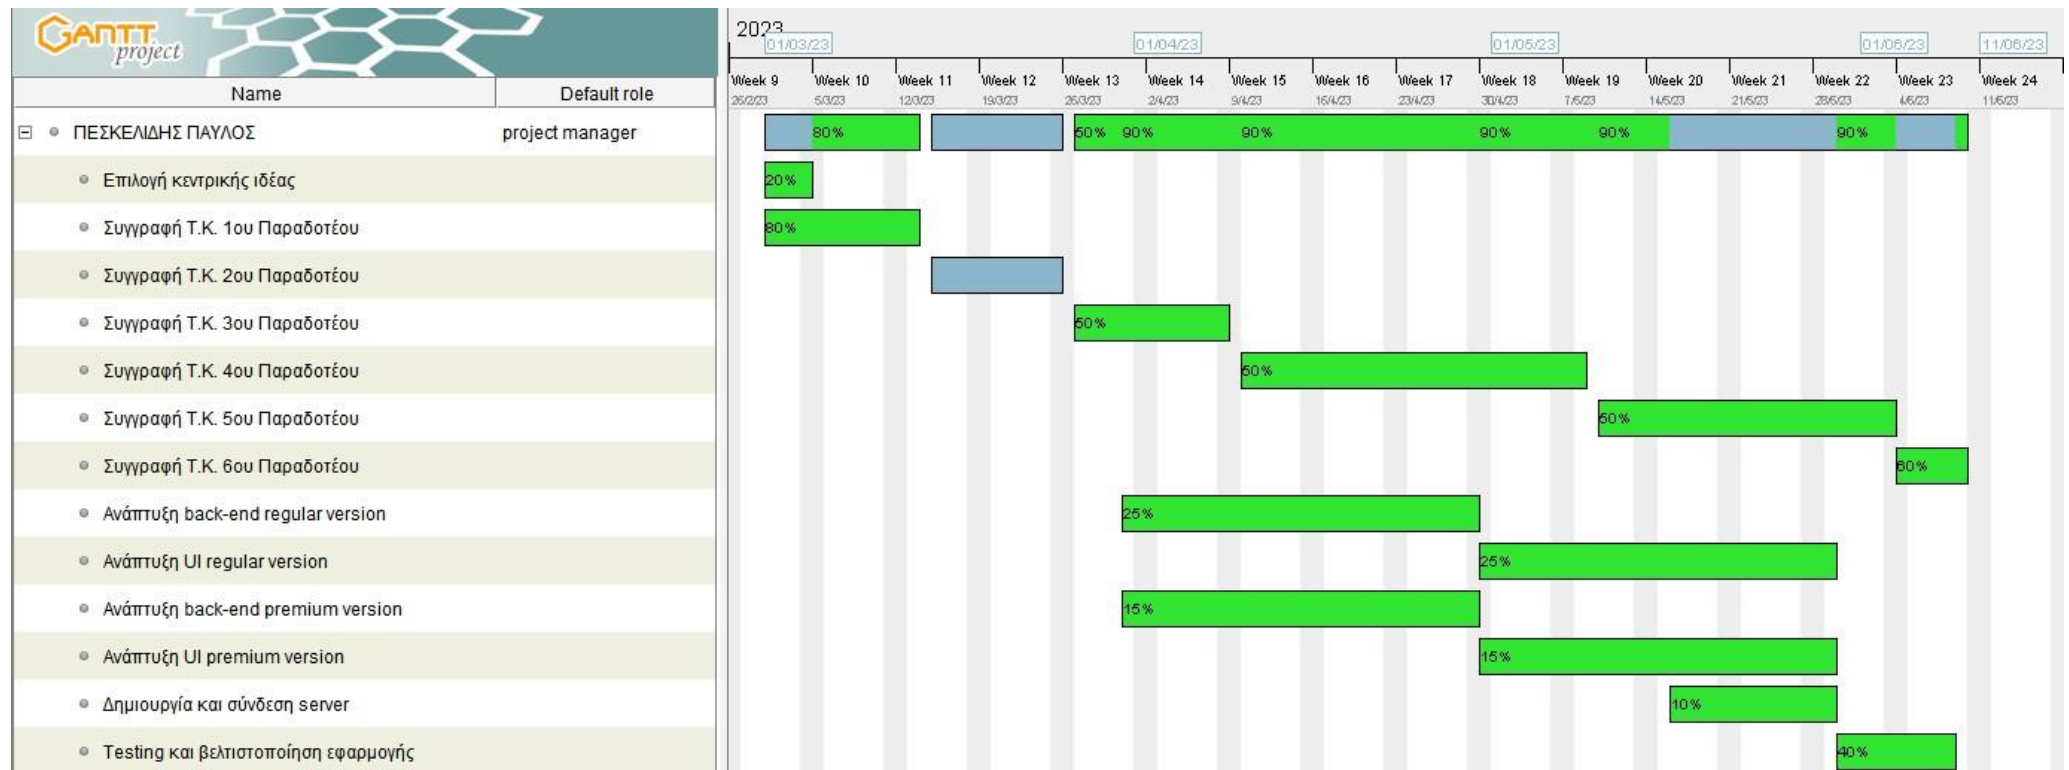 GANTT
project
2023
01/03/23 01/04/23 01/05/23 01/06/23 11/06/23
Week 9 Week 10 Week 11 Week 12 Week 13 Week 14 Week 15 Week 16 Week 17 Week 18 Week 19 Week 20 Week 21 Week 22 Week 23 Week 24
Name Default role
26/2/23 5/3/23 12/3/23 19/3/23 26/3/23 2/4/23 9/4/23 16/4/23 23/4/23 30/4/23 7/5/23 14/5/23 21/5/23 28/5/23 4/6/23 11/6/23
ΠΕΣΚΕΛΙΔΗΣ ΠΑΥΛΟΣ project manager 80% 50% 90% 90% 90% 90% 90%
Επιλογή κεντρικής ιδέας 20%
Συγγραφή Τ.Κ. 1ου Παραδοτέου 80%
Συγγραφή Τ.Κ. 2ου Παραδοτέου
Συγγραφή Τ.Κ. 3ου Παραδοτέου 50%
Συγγραφή Τ.Κ. 4ου Παραδοτέου 50%
Συγγραφή Τ.Κ. 5ου Παραδοτέου 50%
Συγγραφή Τ.Κ. 6ου Παραδοτέου 60%
Ανάπτυξη back-end regular version 25%
Ανάπτυξη UI regular version 25%
Ανάπτυξη back-end premium version 15%
Ανάπτυξη UI premium version 15%
Δημιουργία και σύνδεση server 10%
Testing και βελτιστοποίηση εφαρμογής 40%